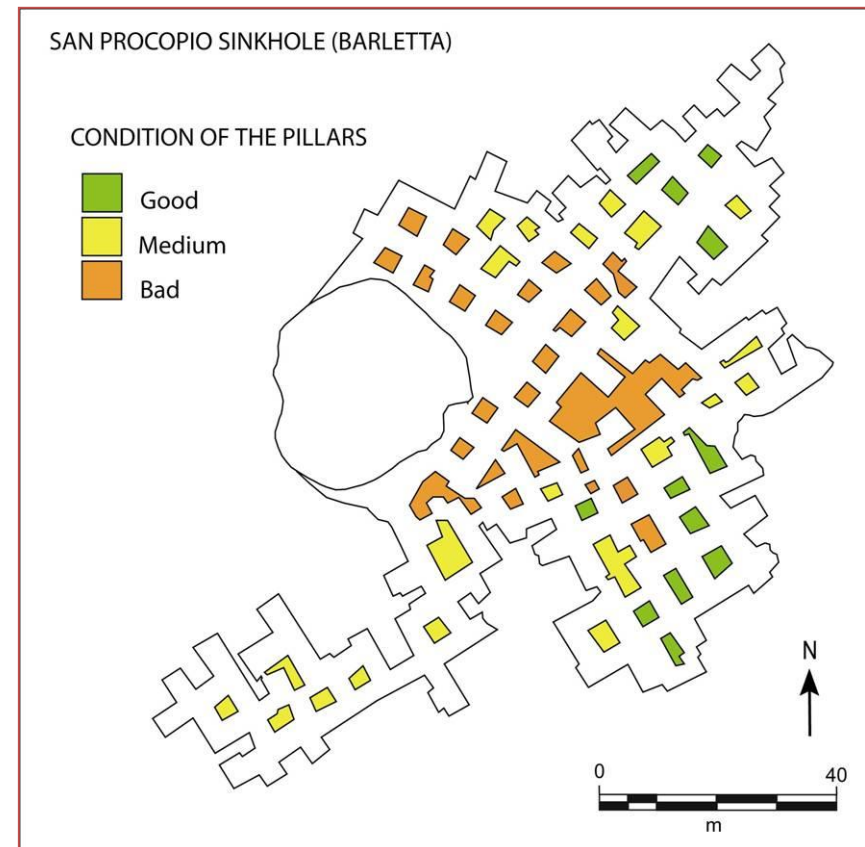 SAN PROCOPIO SINKHOLE (BARLETTA)
CONDITION OF THE PILLARS
Good
Medium
Bad
N
0 40
m